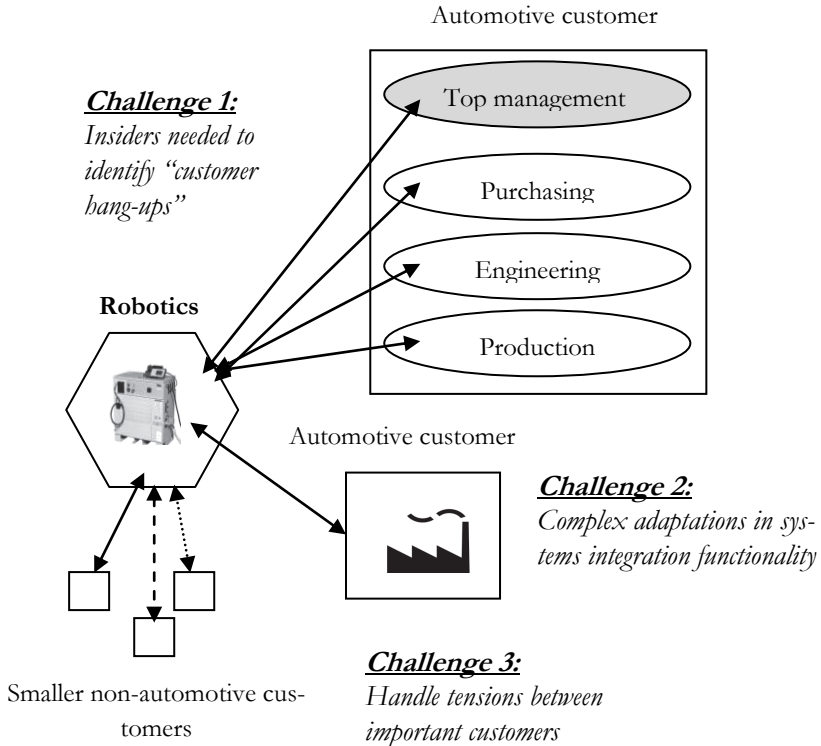 Automotive customer
Challenge 1:
Insiders needed to
identify “customer
hang-ups”
Top management
Purchasing
Engineering
Production
Robotics
Automotive customer
Challenge 2:
Complex adaptations in sys-
tems integration functionality
Smaller non-automotive cus-
tomers
Challenge 3:
Handle tensions between
important customers